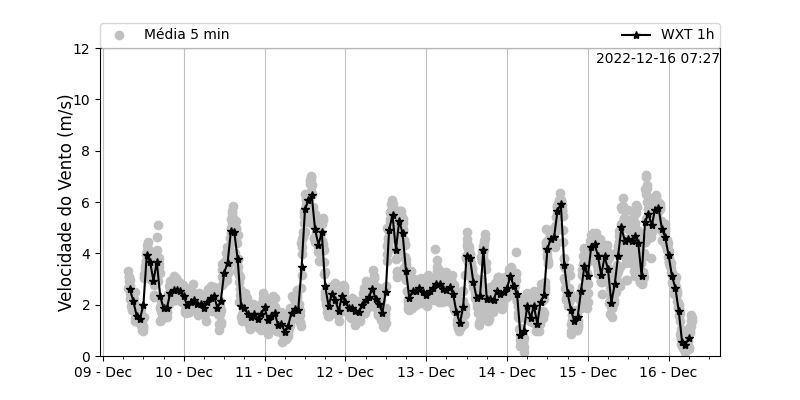 Média 5 min WXT 1h
2022-12-16 07:27
Velocidade do Vento (m/s)
12
10
8
6
4
2
0
09 - Dec 10 - Dec 11 - Dec 12 - Dec 13 - Dec 14 - Dec 15 - Dec 16 - Dec